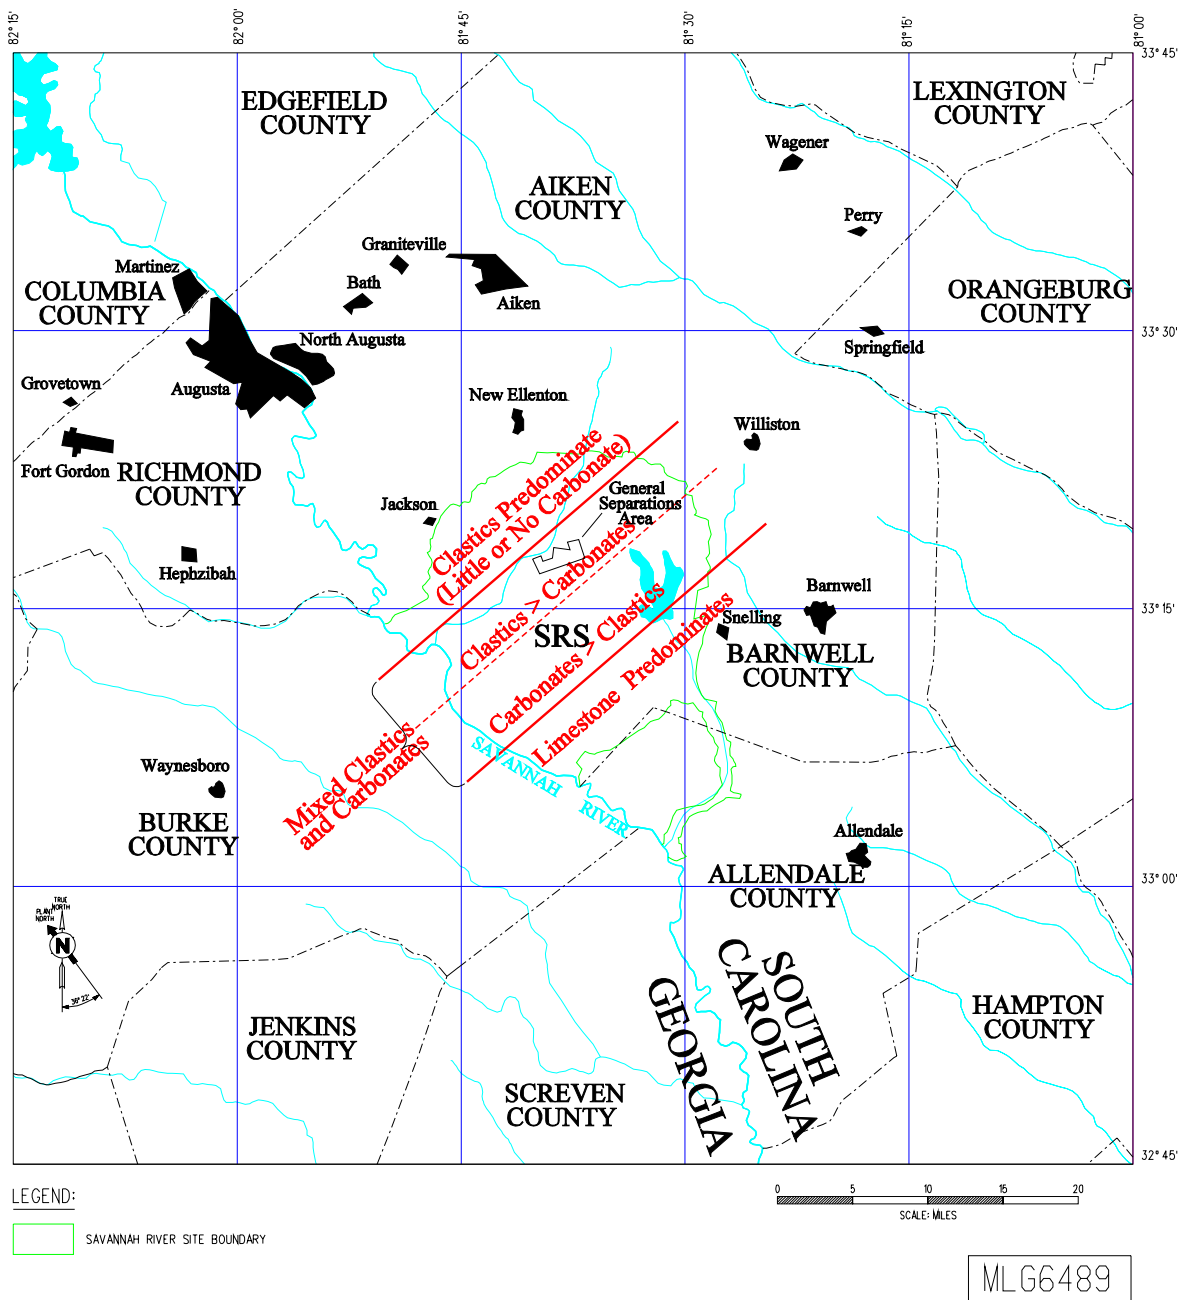 82°15'
82°00'
81°45'
81°30'
81°15'
81°00'
33°45'
EDGEFIELD
COUNTY
LEXINGTON
COUNTY
Wagener
AIKEN
COUNTY
Perry
Graniteville
Martinez
Bath
COLUMBIA
COUNTY
Aiken
ORANGEBURG
COUNTY
33°30'
North Augusta
Springfield
Grovetown
Augusta
New Ellenton
Williston
Fort Gordon
RICHMOND
COUNTY
Jackson
General
Separations
Area
Clastics Predominate
(Little or No Carbonate)
Hephzibah
Clastics > Carbonates
Barnwell
33°15'
SRS
Snelling
Carbonates > Clastics
Limestone Predominates
BARNWELL
COUNTY
Mixed Clastics
and Carbonates
SAVANNAH RIVER
Waynesboro
BURKE
COUNTY
Allendale
ALLENDALE
COUNTY
33°00'
TRUE
NORTH
PLANT
NORTH
N
36° 22'
SOUTH
CAROLINA
GEORGIA
HAMPTON
COUNTY
JENKINS
COUNTY
SCREVEN
COUNTY
32°45'
LEGEND:
SAVANNAH RIVER SITE BOUNDARY
0 5 10 15 20
SCALE: MILES
MLG6489